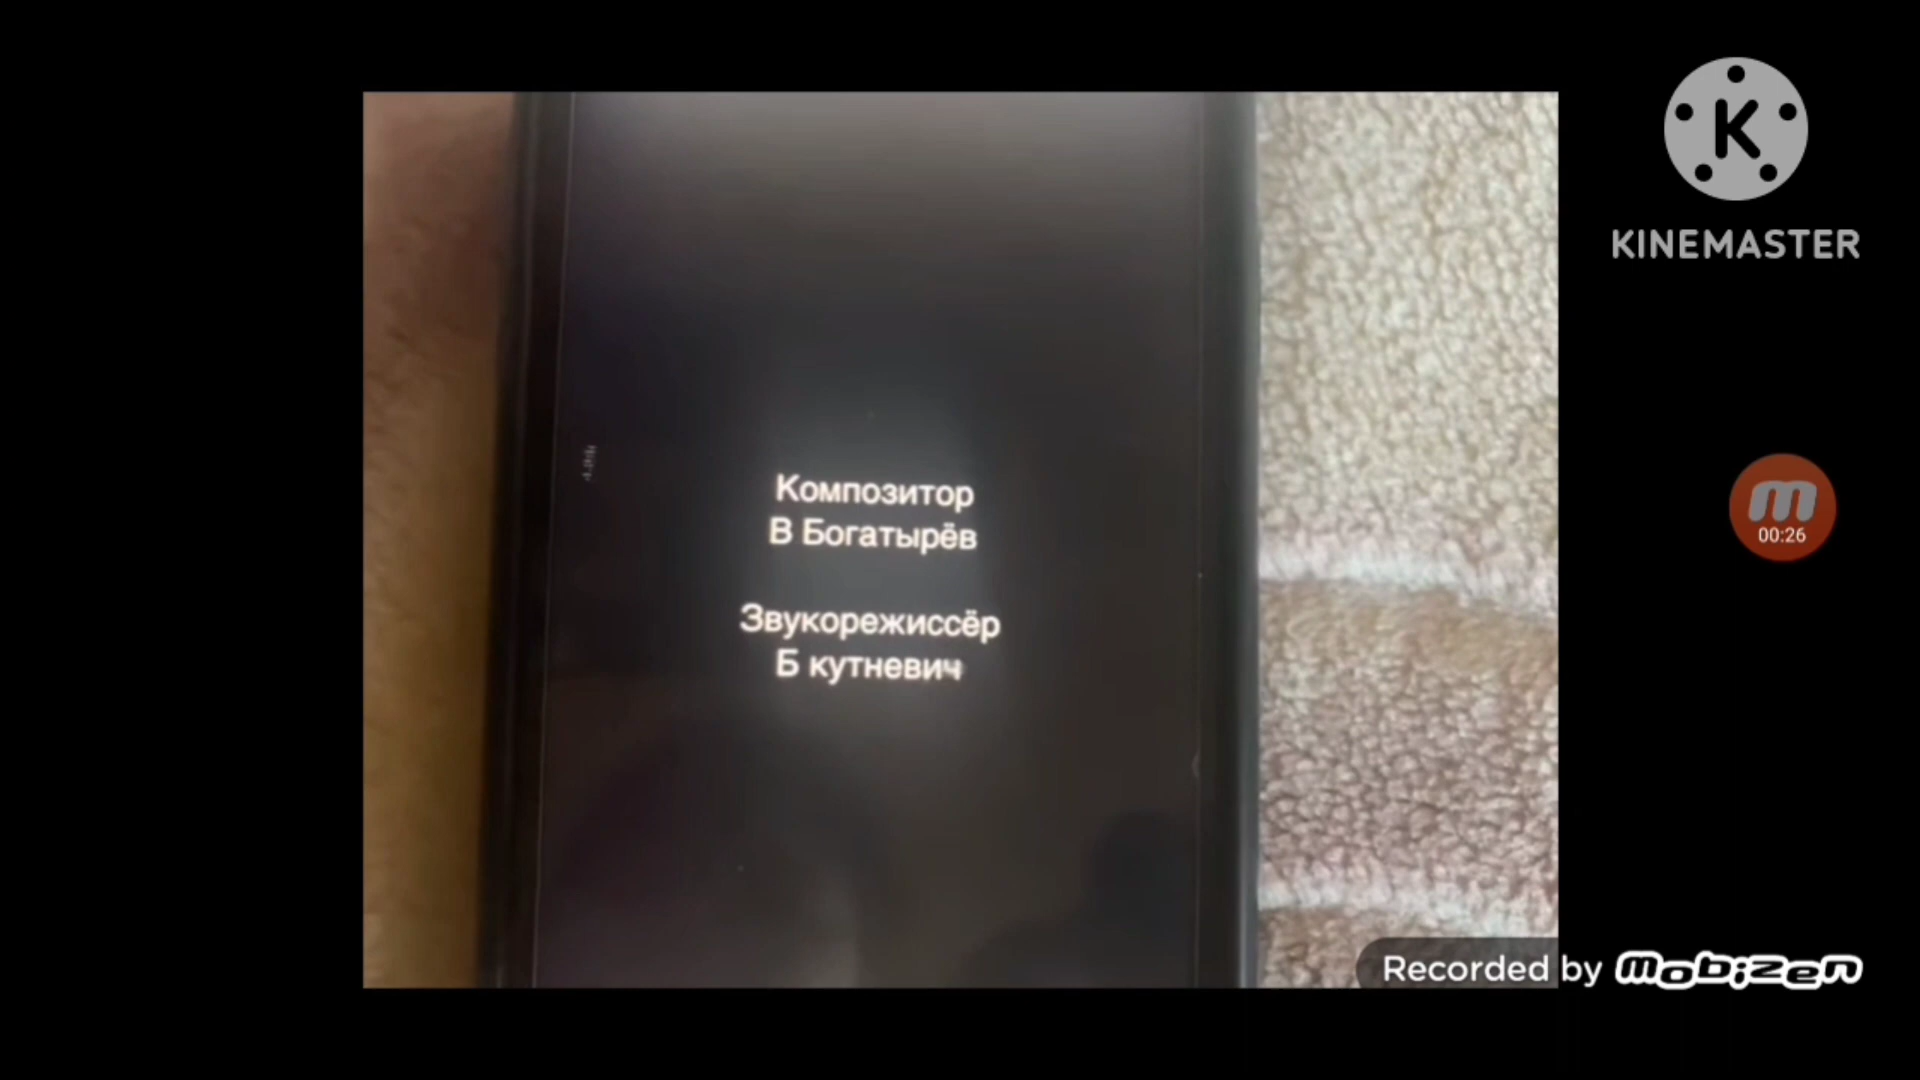 K
KINEMASTER
Композитор
В Богатырёв
Звукорежиссёр
Б кутневич
m
00:26
Recorded by mobizen